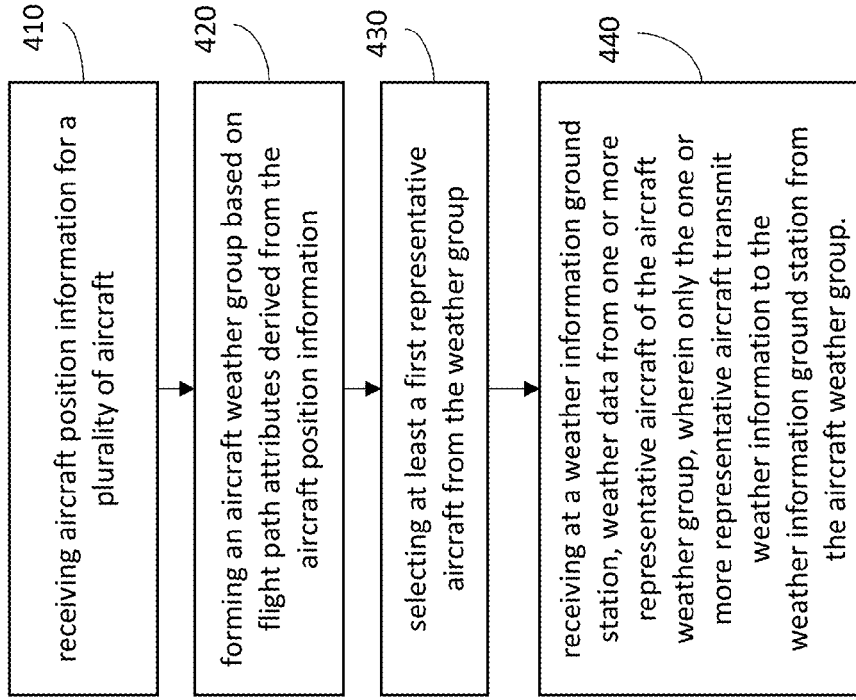 410
receiving aircraft position information for a
plurality of aircraft
420
forming an aircraft weather group based on
flight path attributes derived from the
aircraft position information
430
selecting at least a first representative
aircraft from the weather group
440
receiving at a weather information ground
station, weather data from one or more
representative aircraft of the aircraft
weather group, wherein only the one or
more representative aircraft transmit
weather information to the
weather information ground station from
the aircraft weather group.